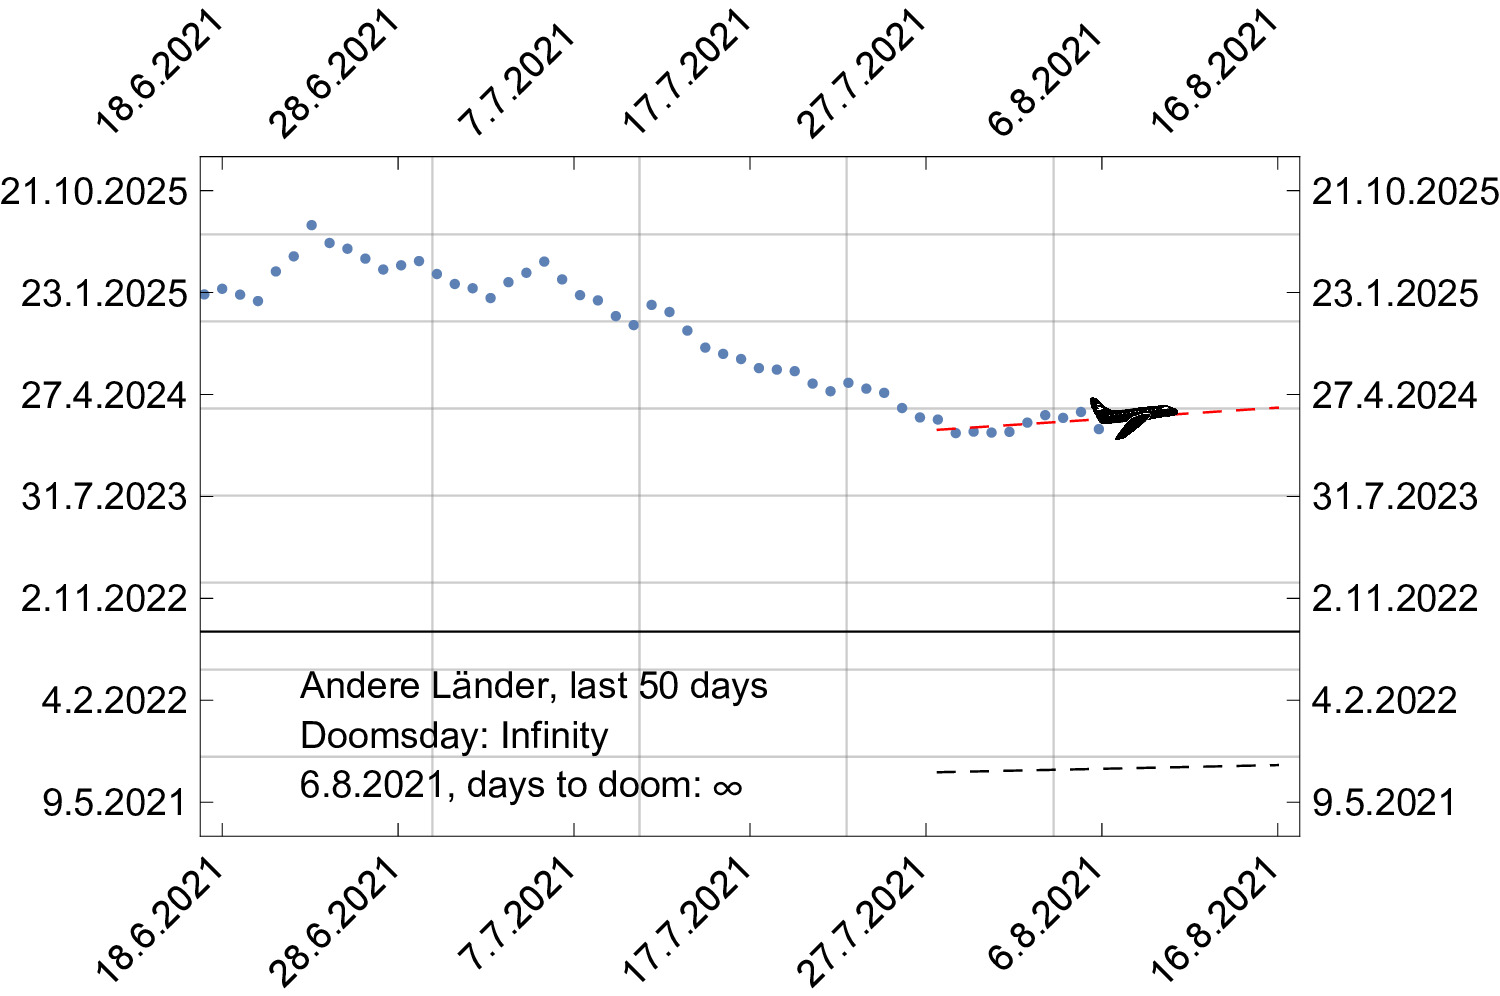 18.6.2021 28.6.2021 7.7.2021 17.7.2021 27.7.2021 6.8.2021 16.8.2021
21.10.2025 21.10.2025
23.1.2025 23.1.2025
27.4.2024 27.4.2024
31.7.2023 31.7.2023
2.11.2022 2.11.2022
Andere Länder, last 50 days
4.2.2022 4.2.2022
Doomsday: Infinity
6.8.2021, days to doom: ∞
9.5.2021 9.5.2021
18.6.2021 28.6.2021 7.7.2021 17.7.2021 27.7.2021 6.8.2021 16.8.2021